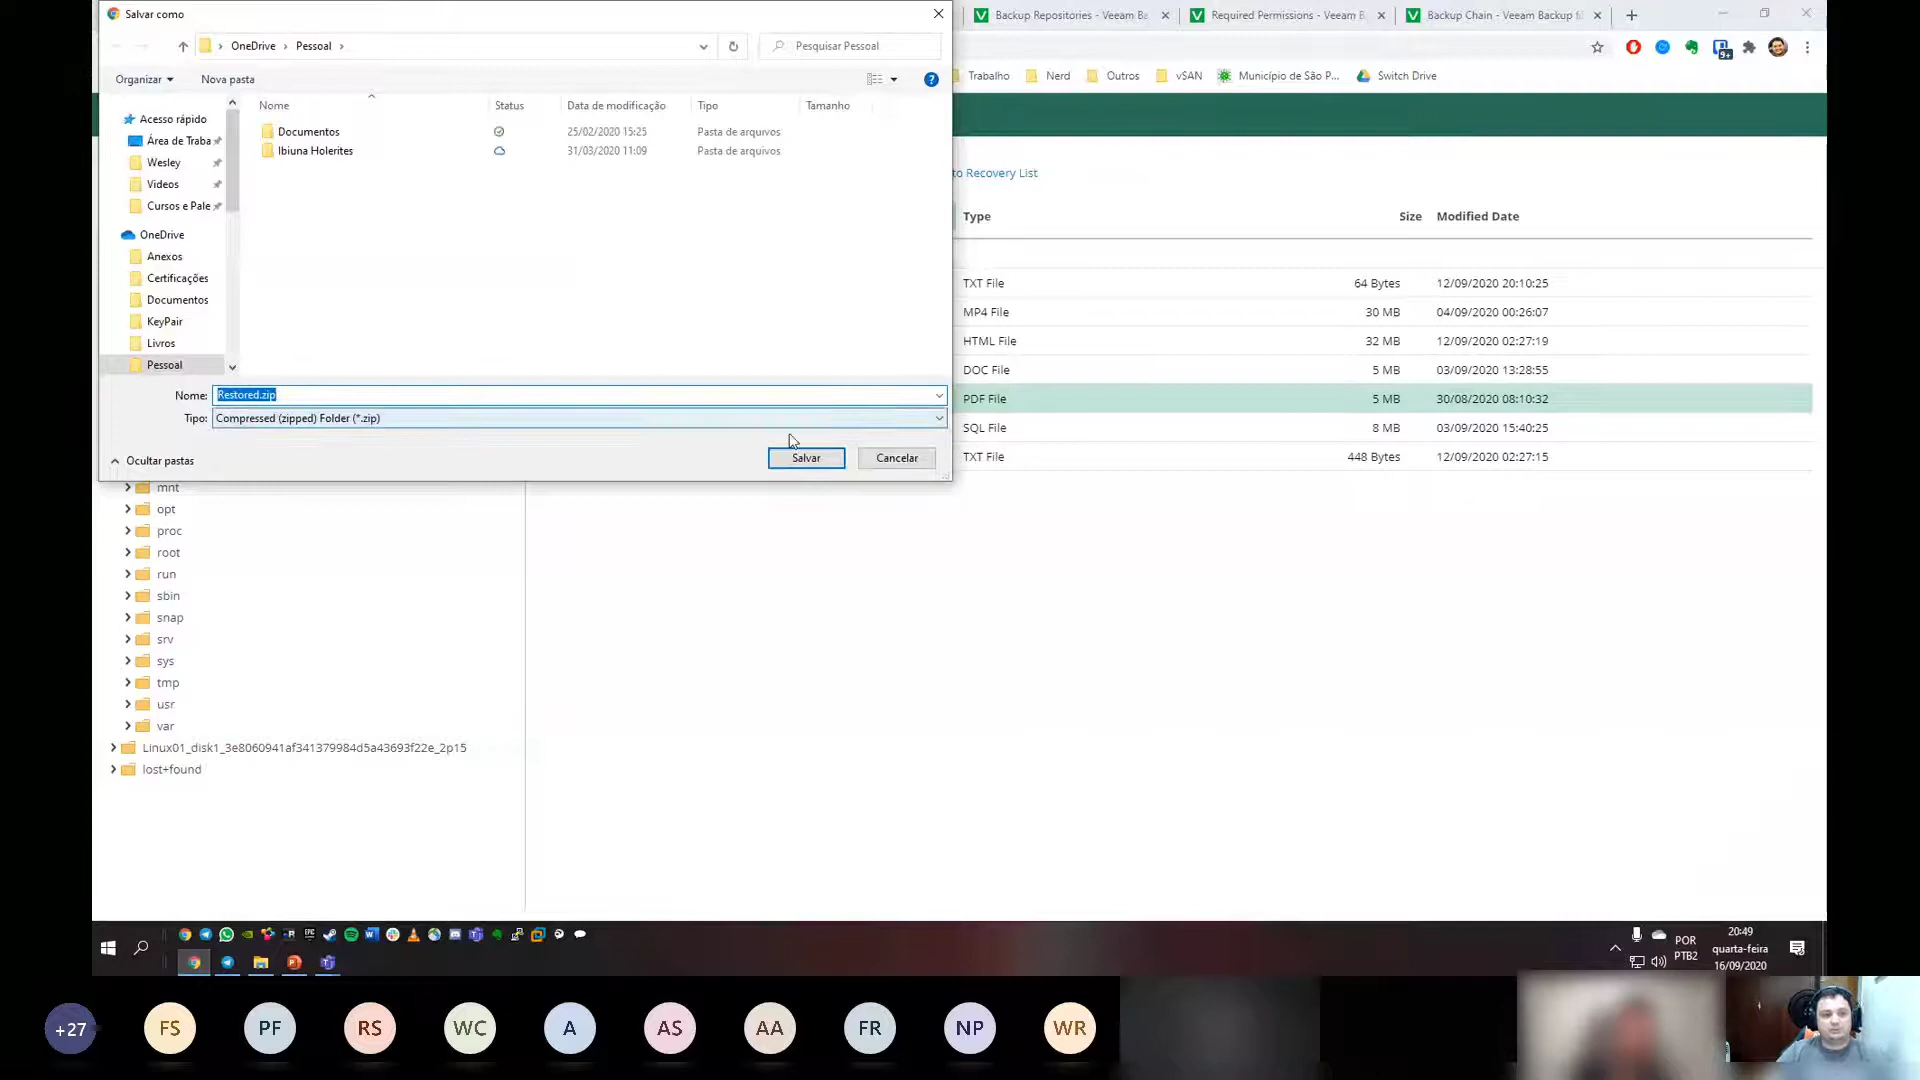 Salvar como
Backup Repositories - Veeam Ba
Required Permissions - Veeam B
Backup Chain - Veeam Backup f
OneDrive
Pessoal
Pesquisar Pessoal
9+
Organizar
Nova pasta
Trabalho
Nerd
Outros
vSAN
Município de São P...
Switch Drive
Nome
Status
Data de modificação
Tipo
Tamanho
Documentos
25/02/2020 15:25
Pasta de arquivos
Ibiuna Holerites
31/03/2020 11:09
Pasta de arquivos
Acesso rápido
Área de Traba
Wesley
Videos
Cursos e Pale
OneDrive
Anexos
Certificações
Documentos
KeyPair
Livros
Pessoal
Nome:
Restored.zip
Tipo:
Compressed (zipped) Folder (*.zip)
Ocultar pastas
Salvar
Cancelar
to Recovery List
Type
Size
Modified Date
TXT File
64 Bytes
12/09/2020 20:10:25
MP4 File
30 MB
04/09/2020 00:26:07
HTML File
32 MB
12/09/2020 02:27:19
DOC File
5 MB
03/09/2020 13:28:55
PDF File
5 MB
30/08/2020 08:10:32
SQL File
8 MB
03/09/2020 15:40:25
TXT File
448 Bytes
12/09/2020 02:27:15
mnt
opt
proc
root
run
sbin
snap
srv
sys
tmp
usr
var
Linux01_disk1_3e8060941af341379984d5a43693f22e_2p15
lost+found
POR
PTB2
20:49
quarta-feira
16/09/2020
+27
FS
PF
RS
WC
A
AS
AA
FR
NP
WR